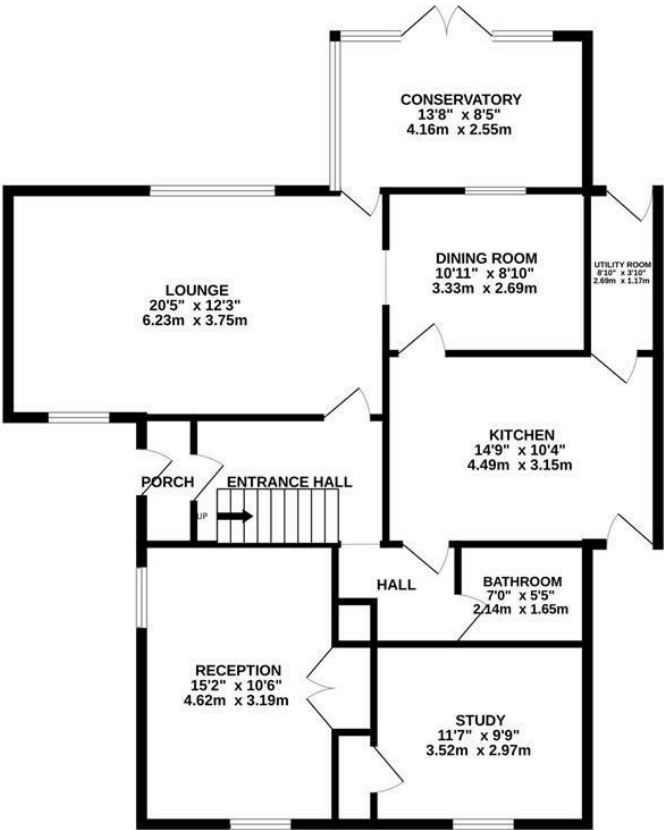 CONSERVATORY
13'8" x 8'5"
4.16m x 2.55m
LOUNGE
20'5" x 12'3"
6.23m x 3.75m
DINING ROOM
10'11" x 8'10"
3.33m x 2.69m
UTILITY ROOM
8'10" x 3'10"
2.69m x 1.17m
KITCHEN
14'9" x 10'4"
4.49m x 3.15m
PORCH
ENTRANCE HALL
UP
HALL
BATHROOM
7'0" x 5'5"
2.14m x 1.65m
RECEPTION
15'2" x 10'6"
4.62m x 3.19m
STUDY
11'7" x 9'9"
3.52m x 2.97m